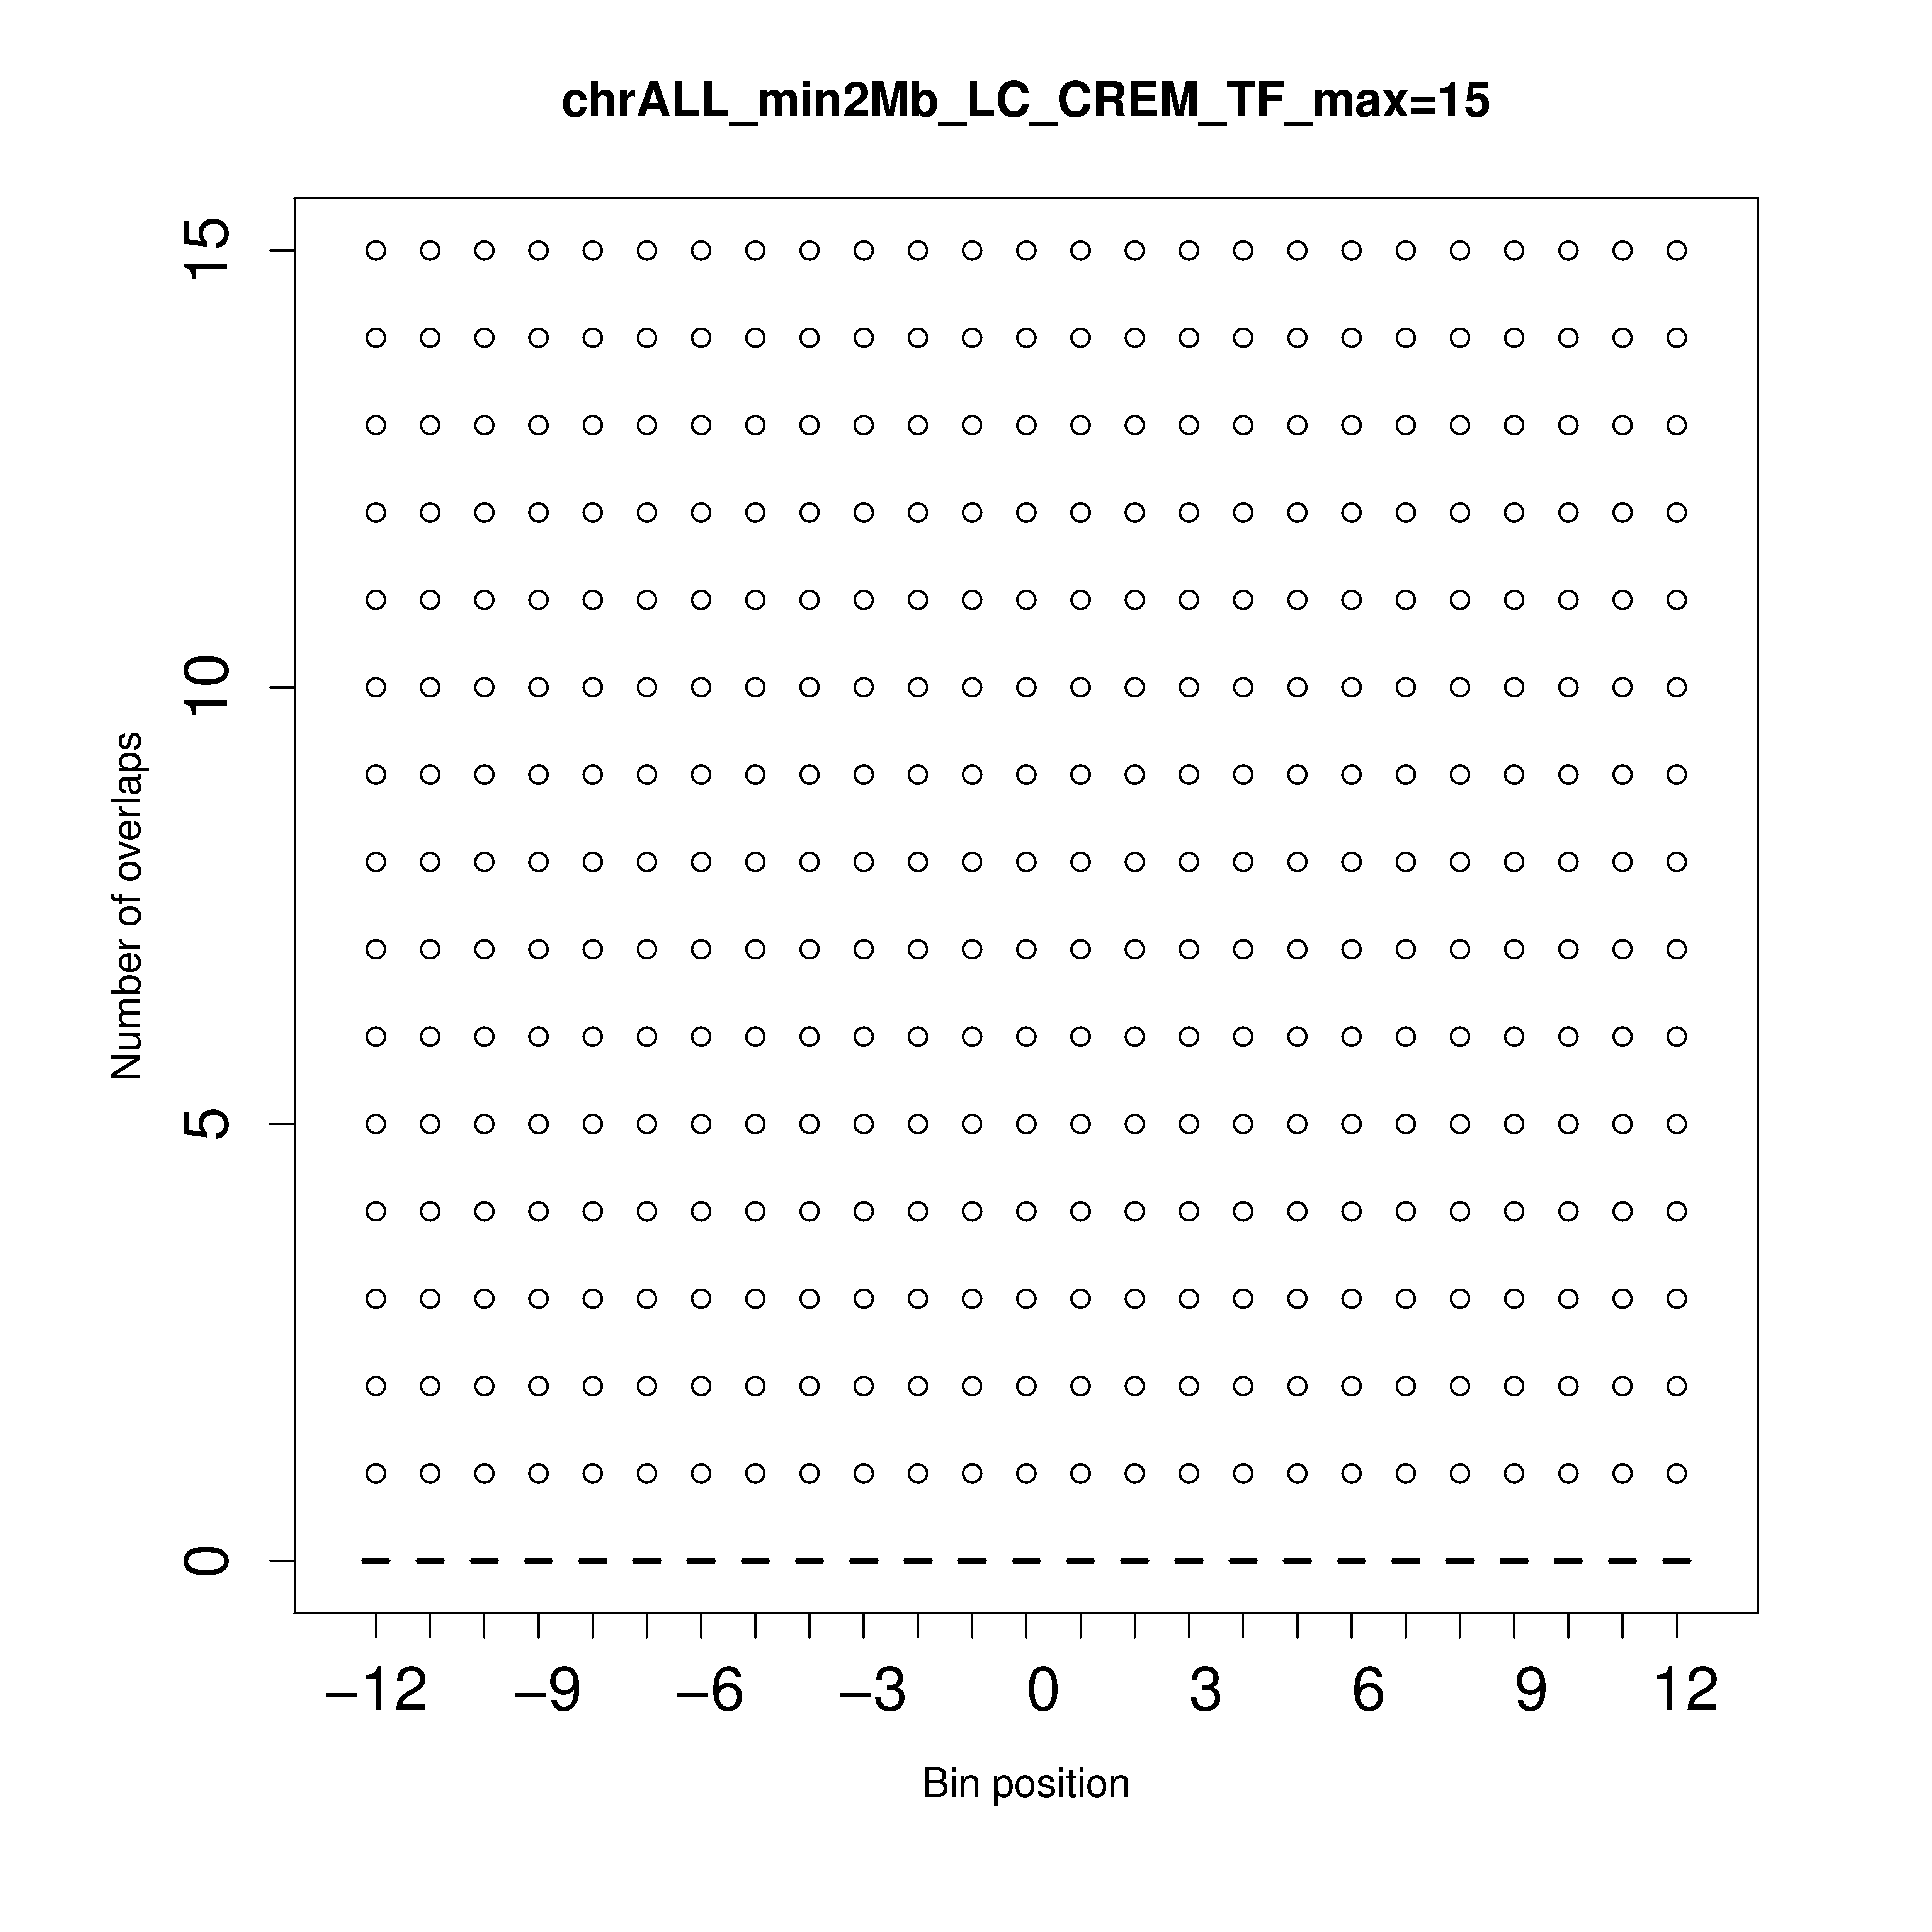 chrALL_min2Mb_LC_CREM_TF_max=15
15
10
5
0
Number of overlaps
−12 −9 −6 −3 0 3 6 9 12
Bin position